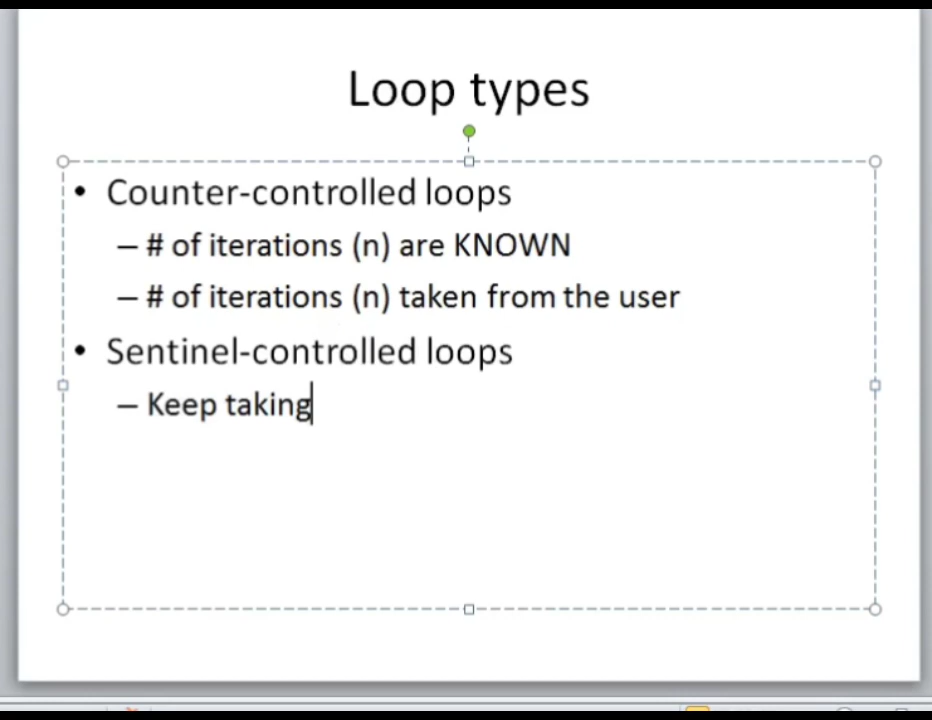 Loop types
• Counter-controlled loops
– # of iterations (n) are KNOWN
– # of iterations (n) taken from the user
• Sentinel-controlled loops
– Keep taking